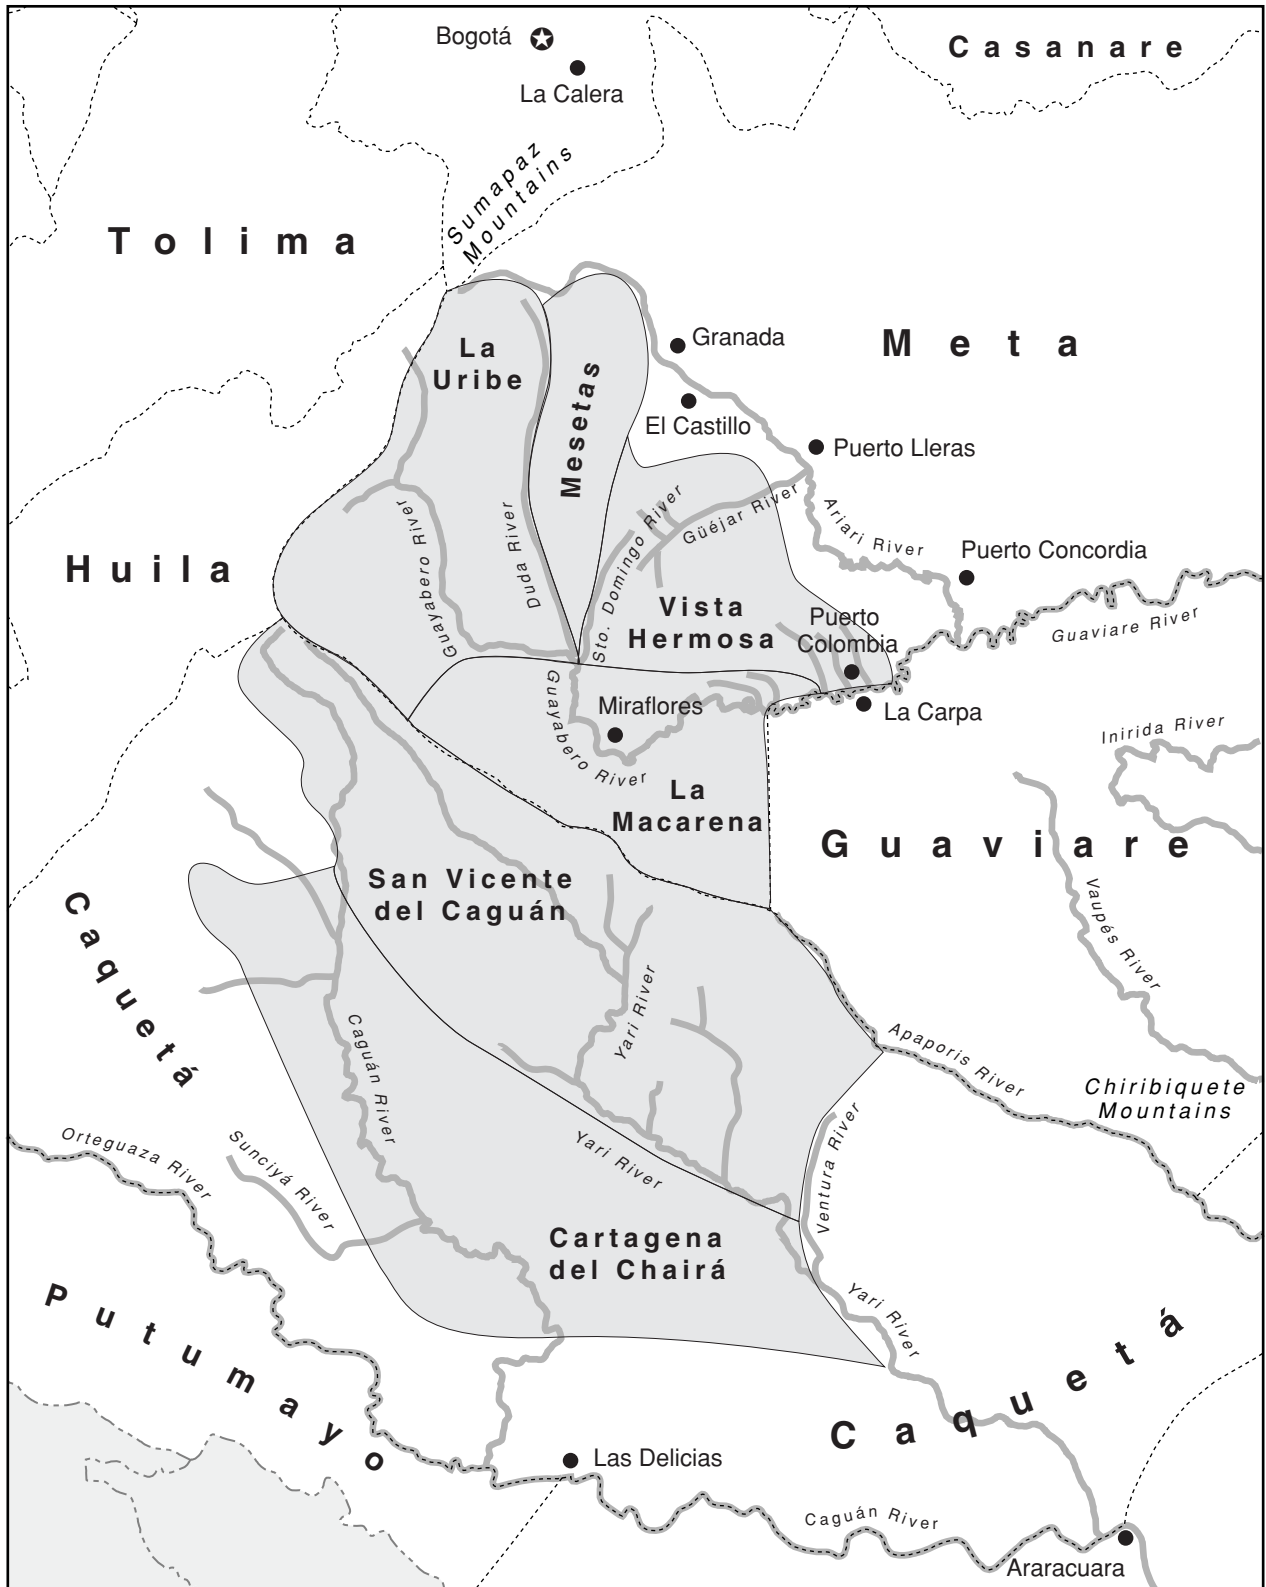 Bogotá
Casanare
La Calera
Sumapaz
Mountains
Tolima
Granada
Meta
La
Uribe
Mesetas
El Castillo
Puerto Lleras
Guayabero River
Duda River
Sto. Domingo River
Güéjar River
Ariari River
Puerto Concordia
Huila
Vista
Hermosa
Puerto
Colombia
Guaviare River
Guayabero River
Miraflores
La Carpa
Inirida River
La
Macarena
Guaviare
San Vicente
del Caguán
Caquetá
Vaupés River
Yari River
Caguán River
Apaporis River
Chiribiquete
Mountains
Orteguaza River
Sunciyá River
Yari River
Ventura River
Cartagena
del Chairá
Yari River
Putumayo
Caquetá
Las Delicias
Caguán River
Araracuara